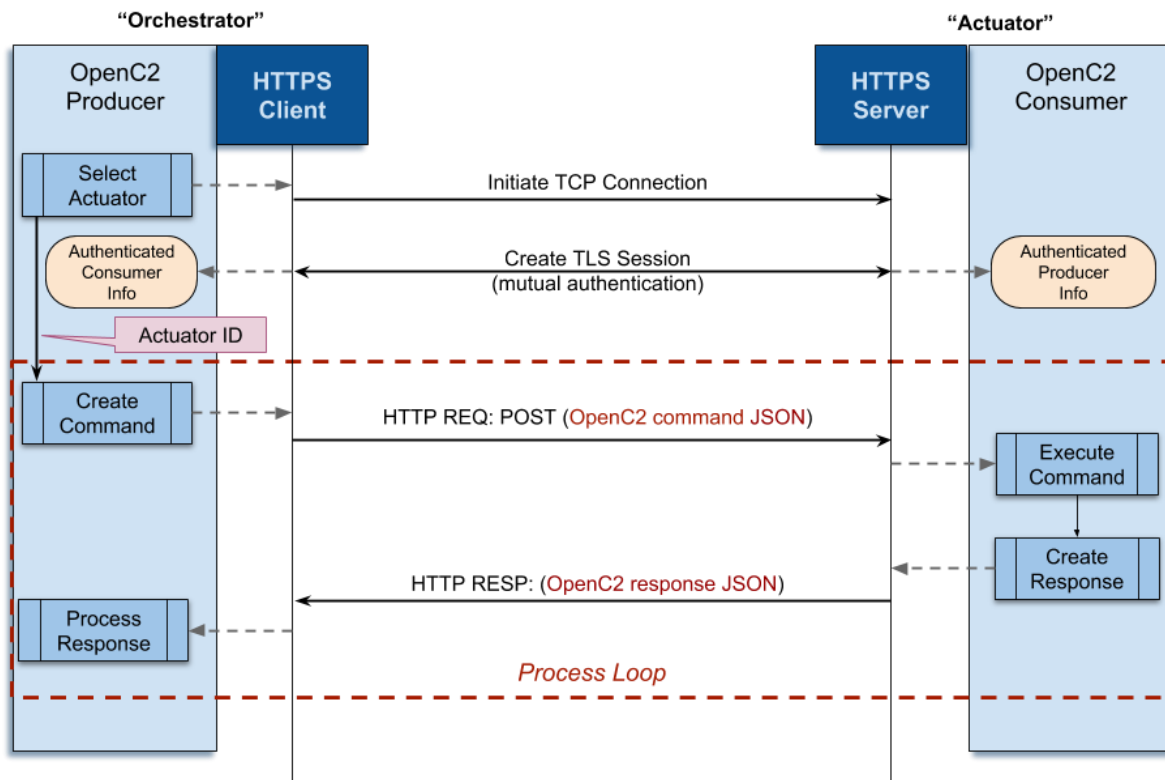 “Orchestrator”
“Actuator”
OpenC2
Producer
HTTPS
Client
HTTPS
Server
OpenC2
Consumer
Select
Actuator
Initiate TCP Connection
Authenticated
Consumer
Info
Create TLS Session
(mutual authentication)
Authenticated
Producer
Info
Actuator ID
Create
Command
HTTP REQ: POST (OpenC2 command JSON)
Execute
Command
Create
Response
HTTP RESP: (OpenC2 response JSON)
Process
Response
Process Loop